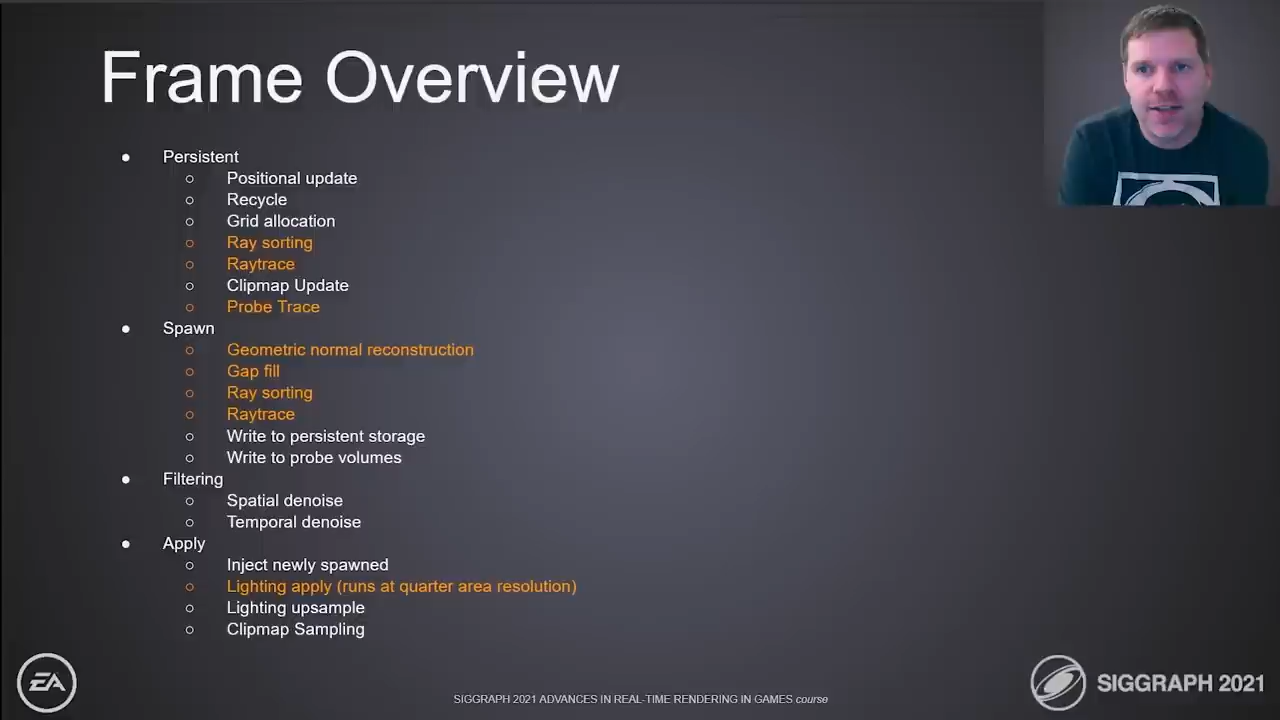 Frame Overview
● Persistent
○ Positional update
○ Recycle
○ Grid allocation
○ Ray sorting
○ Raytrace
○ Clipmap Update
○ Probe Trace
● Spawn
○ Geometric normal reconstruction
○ Gap fill
○ Ray sorting
○ Raytrace
○ Write to persistent storage
○ Write to probe volumes
● Filtering
○ Spatial denoise
○ Temporal denoise
● Apply
○ Inject newly spawned
○ Lighting apply (runs at quarter area resolution)
○ Lighting upsample
○ Clipmap Sampling
EA
SIGGRAPH 2021 ADVANCES IN REAL-TIME RENDERING IN GAMES course
SIGGRAPH 2021